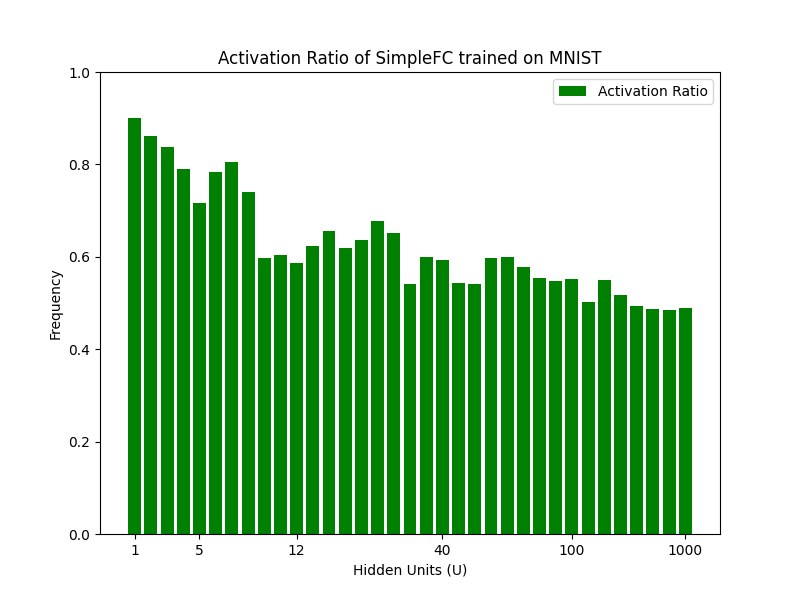 Activation Ratio of SimpleFC trained on MNIST
Activation Ratio
1.0
0.8
0.6
0.4
0.2
0.0
Frequency
1 5 12 40 100 1000
Hidden Units (U)